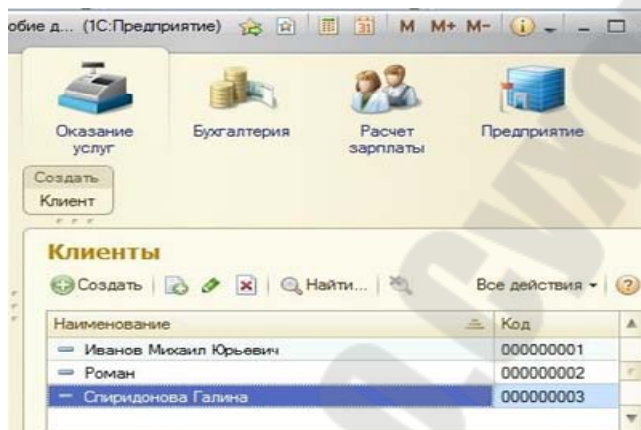 обие д... (1С:Предприятие) 31 M M+ M-
Оказание услуг
Бухгалтерия
Расчет зарплаты
Предприятие
Создать
Клиент
Клиенты
Создать Найти... Все действия
Наименование Код
Иванов Михаил Юрьевич 000000001
Роман 000000002
Спиридонова Галина 000000003